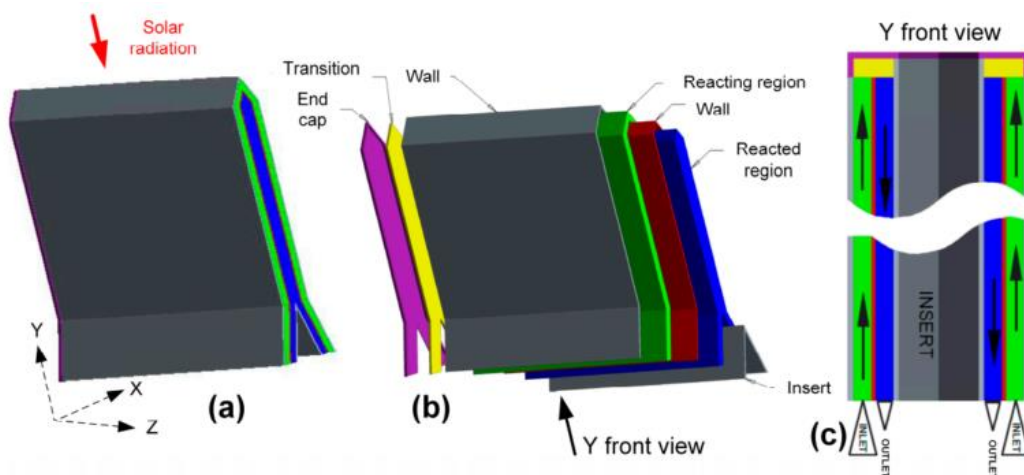 Solar
radiation
Y
X
Z
(a)
Transition
End
cap
Wall
Reacting region
Wall
Reacted
region
Insert
(b)
Y front view
Y front view
INSERT
(c)
INLET
OUTLET
OUTLET
INLET